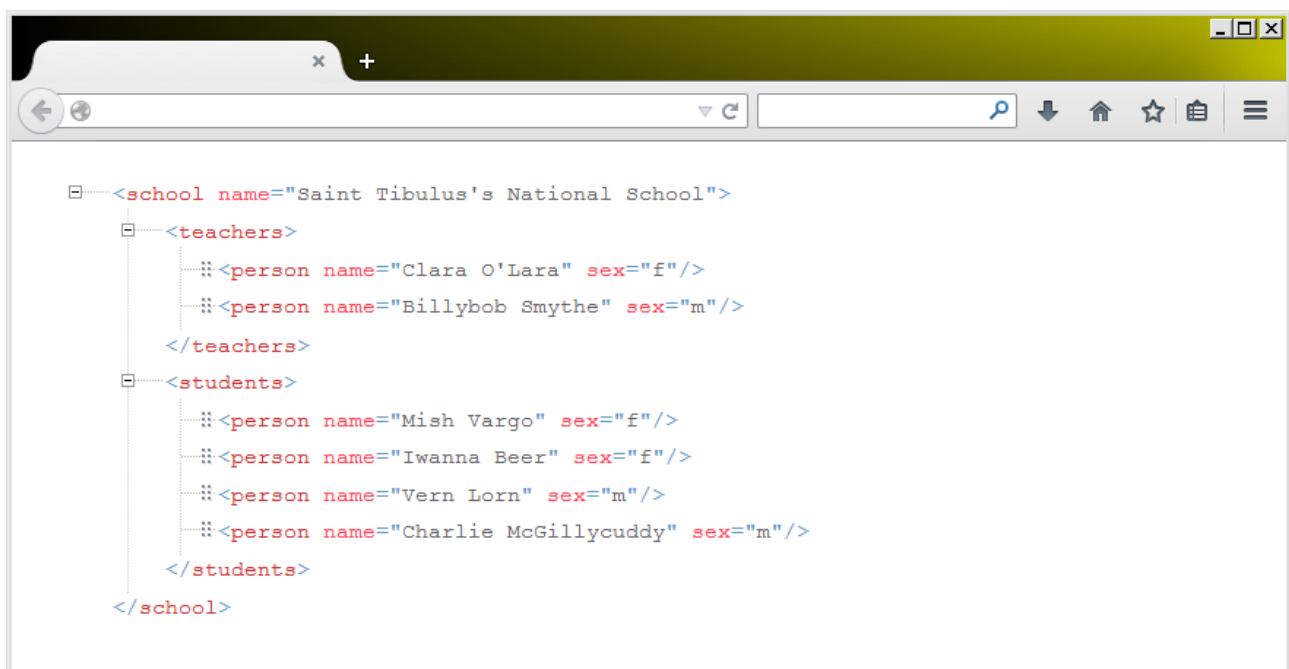 <school name="Saint Tibulus's National School">
<teachers>
<person name="Clara O'Lara" sex="f"/>
<person name="Billybob Smythe" sex="m"/>
</teachers>
<students>
<person name="Mish Vargo" sex="f"/>
<person name="Iwanna Beer" sex="f"/>
<person name="Vern Lorn" sex="m"/>
<person name="Charlie McGillycuddy" sex="m"/>
</students>
</school>